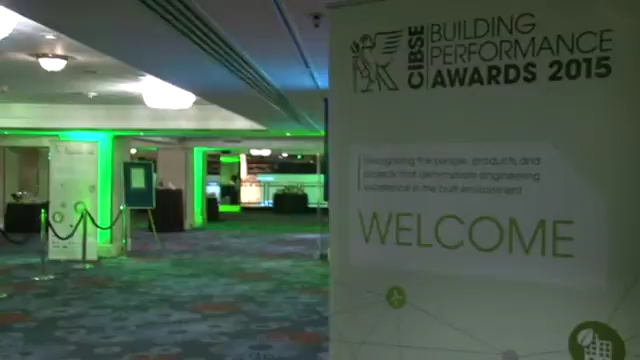 CIBSE
BUILDING
PERFORMANCE
AWARDS 2015
Recognising the people, products and
projects that demonstrate engineering
excellence in the built environment
WELCOME